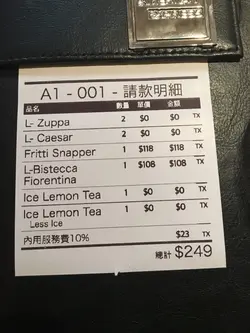 A1 - 001 - 請款明細
品名 數量 單價 金額
L- Zuppa 2 $0 $0 TX
L- Caesar 2 $0 $0 TX
Fritti Snapper 1 $118 $118 TX
L-Bistecca 1 $108 $108 TX
Fiorentina
Ice Lemon Tea 1 $0 $0 TX
Ice Lemon Tea 1 $0 $0 TX
Less Ice
內用服務費10% $23 TX
總計 $249